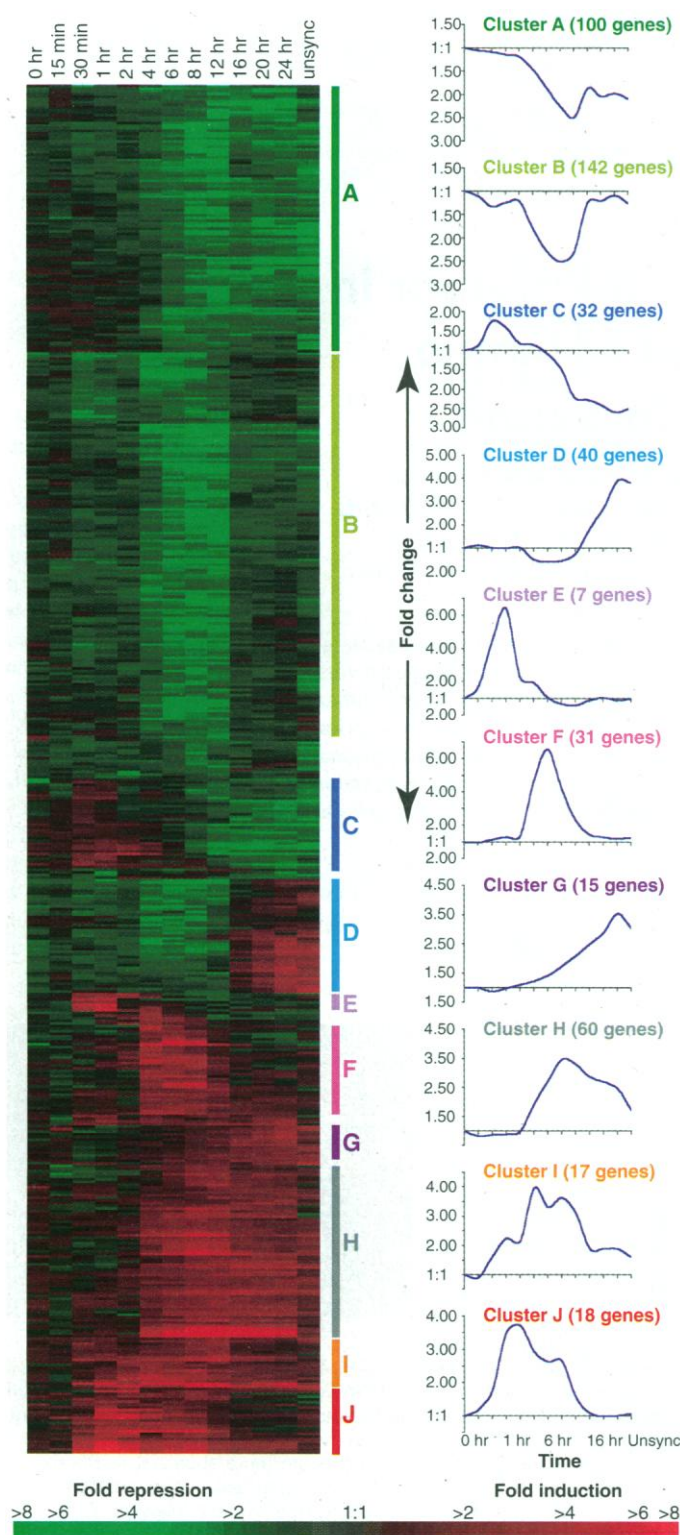 0 hr
15 min
30 min
1 hr
2 hr
4 hr
6 hr
8 hr
12 hr
16 hr
20 hr
24 hr
unsync
A
B
C
D
E
F
G
H
I
J
Fold change
Cluster A (100 genes)
1.50
1:1
1.50
2.00
2.50
3.00
Cluster B (142 genes)
1.50
1:1
1.50
2.00
2.50
3.00
Cluster C (32 genes)
2.00
1.50
1:1
1.50
2.00
2.50
3.00
Cluster D (40 genes)
5.00
4.00
2.00
1:1
2.00
Cluster E (7 genes)
6.00
2.00
1:1
2.00
Cluster F (31 genes)
6.00
2.00
1:1
2.00
Cluster G (15 genes)
4.50
3.50
1.50
1:1
1.50
Cluster H (60 genes)
4.50
3.50
2.50
1.50
Cluster I (17 genes)
4.00
3.00
2.00
1:1
Cluster J (18 genes)
4.00
3.00
2.00
1:1
0 hr 1 hr 6 hr 16 hr Unsync
Time
Fold repression Fold induction
>8 >6 >4 >2 1:1 >2 >4 >6 >8